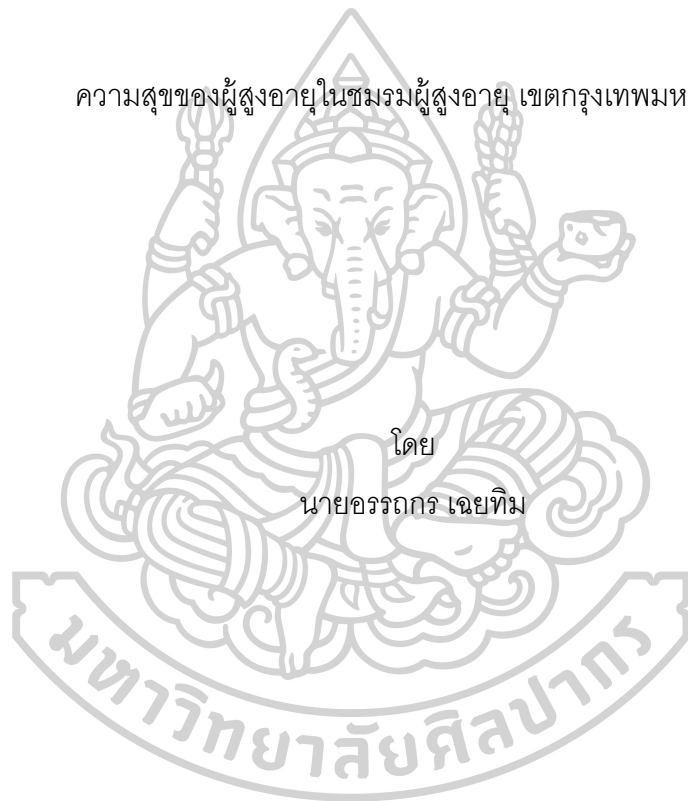 ความสุขของผู้สูงอายุในชมรมผู้สูงอายุ เขตกรุงเทพมห
โดย
นายอรรถกร เฉยทิม
มหาวิทยาลัยศิลปากร